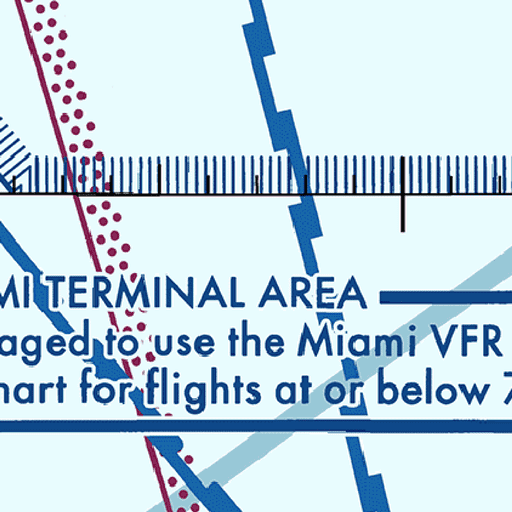 MI TERMINAL AREA
aged to use the Miami VFR
hart for flights at or below 7